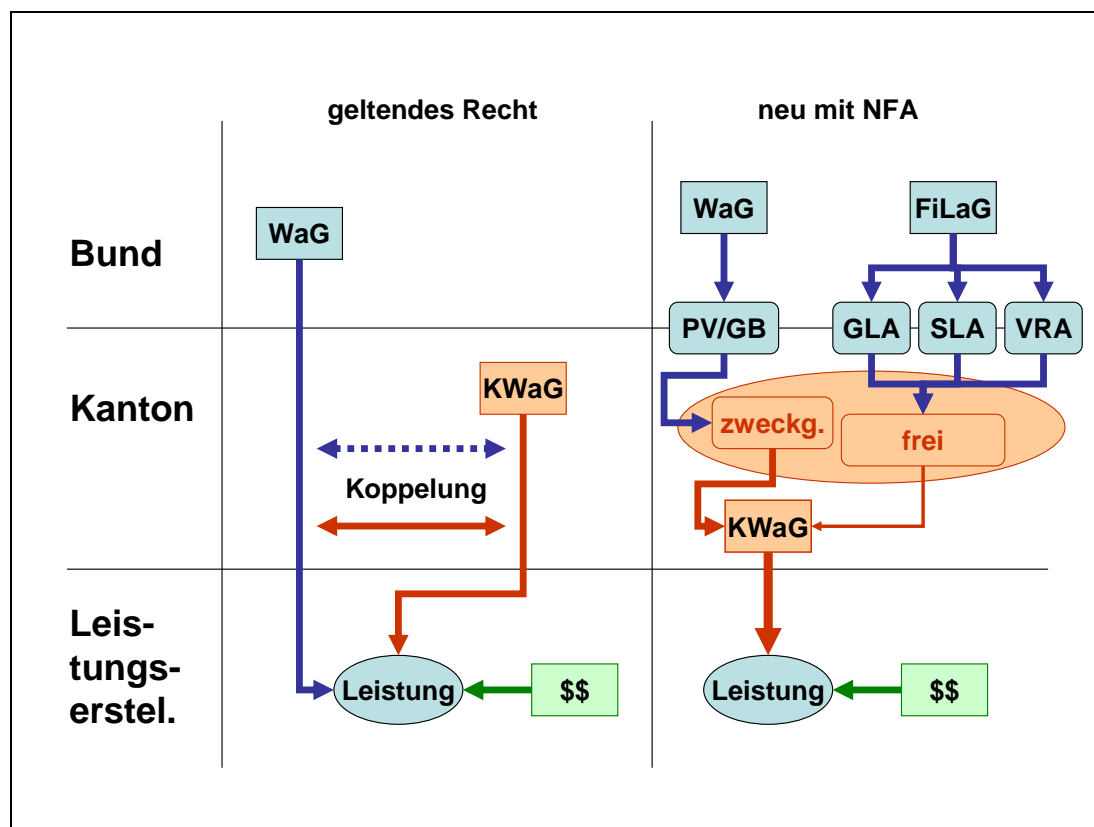 geltendes Recht
neu mit NFA
Bund
WaG
WaG
FiLaG
PV/GB
GLA
SLA
VRA
Kanton
KWaG
Koppelung
zweckg.
frei
KWaG
Leis-
tungs-
erstel.
Leistung
$$
Leistung
$$